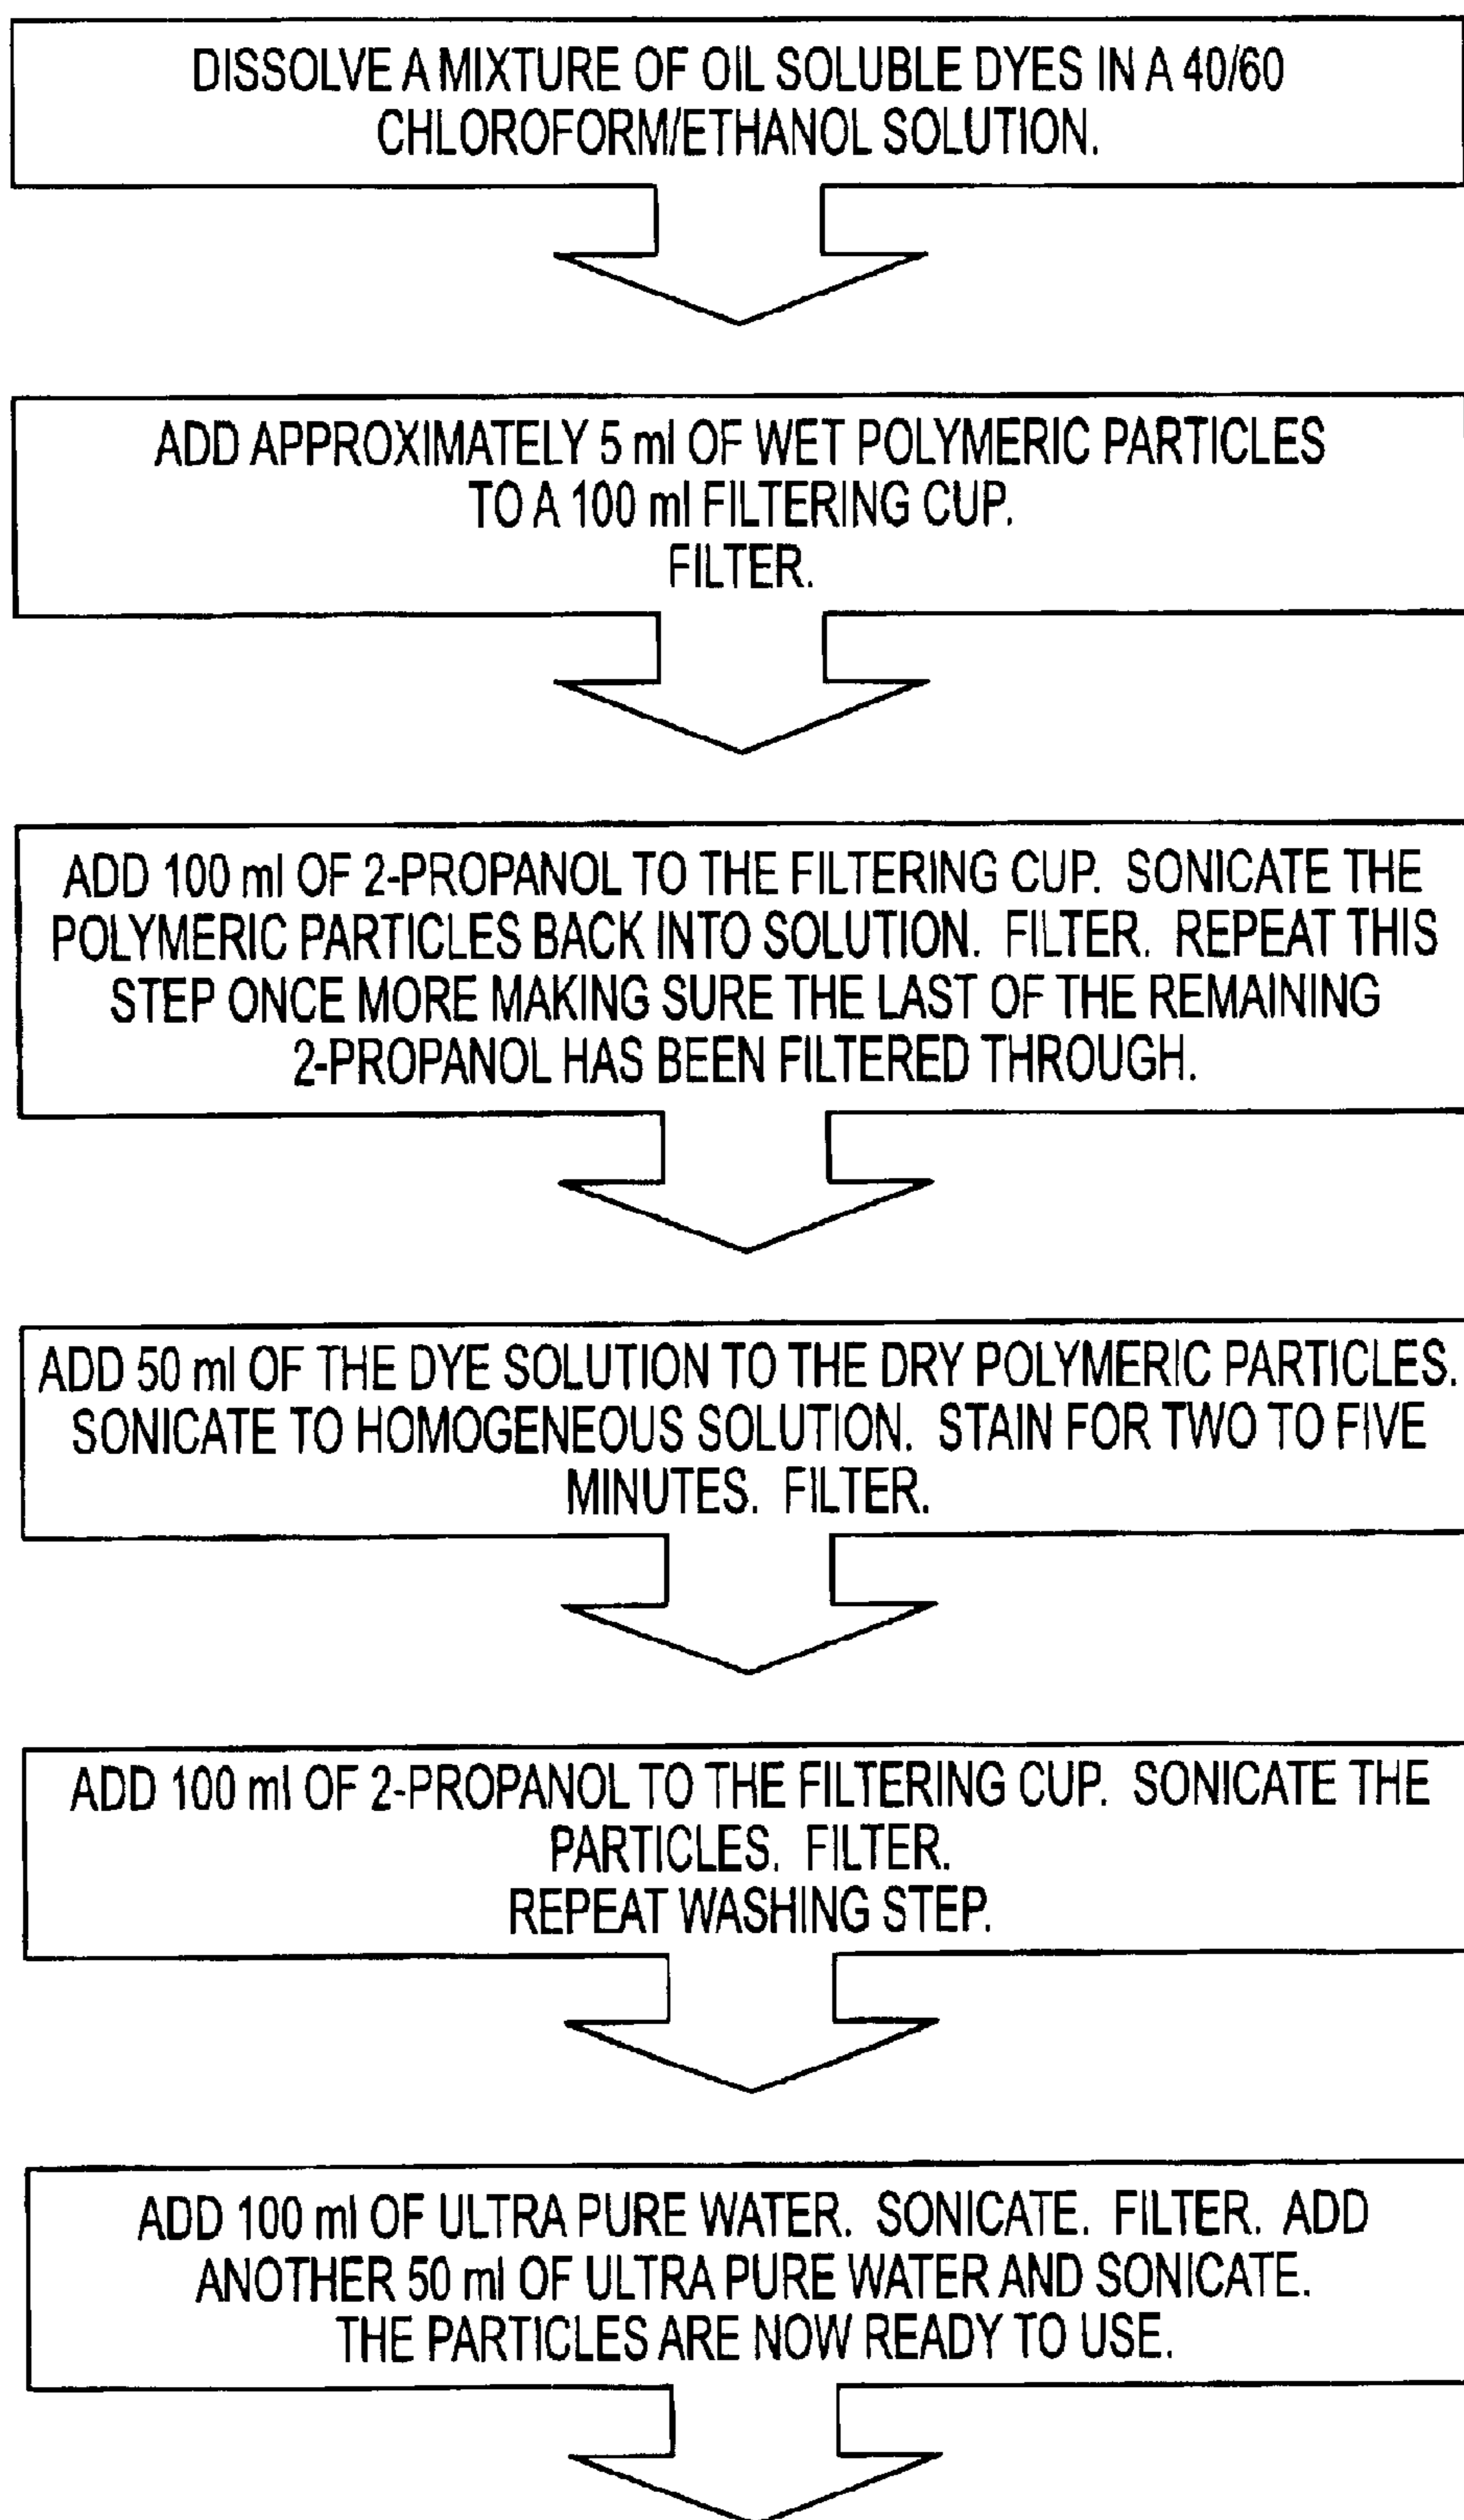 DISSOLVE A MIXTURE OF OIL SOLUBLE DYES IN A 40/60
CHLOROFORM/ETHANOL SOLUTION.
ADD APPROXIMATELY 5 ml OF WET POLYMERIC PARTICLES
TO A 100 ml FILTERING CUP.
FILTER.
ADD 100 ml OF 2-PROPANOL TO THE FILTERING CUP. SONICATE THE
POLYMERIC PARTICLES BACK INTO SOLUTION. FILTER. REPEAT THIS
STEP ONCE MORE MAKING SURE THE LAST OF THE REMAINING
2-PROPANOL HAS BEEN FILTERED THROUGH.
ADD 50 ml OF THE DYE SOLUTION TO THE DRY POLYMERIC PARTICLES.
SONICATE TO HOMOGENEOUS SOLUTION. STAIN FOR TWO TO FIVE
MINUTES. FILTER.
ADD 100 ml OF 2-PROPANOL TO THE FILTERING CUP. SONICATE THE
PARTICLES. FILTER.
REPEAT WASHING STEP.
ADD 100 ml OF ULTRA PURE WATER. SONICATE. FILTER. ADD
ANOTHER 50 ml OF ULTRA PURE WATER AND SONICATE.
THE PARTICLES ARE NOW READY TO USE.